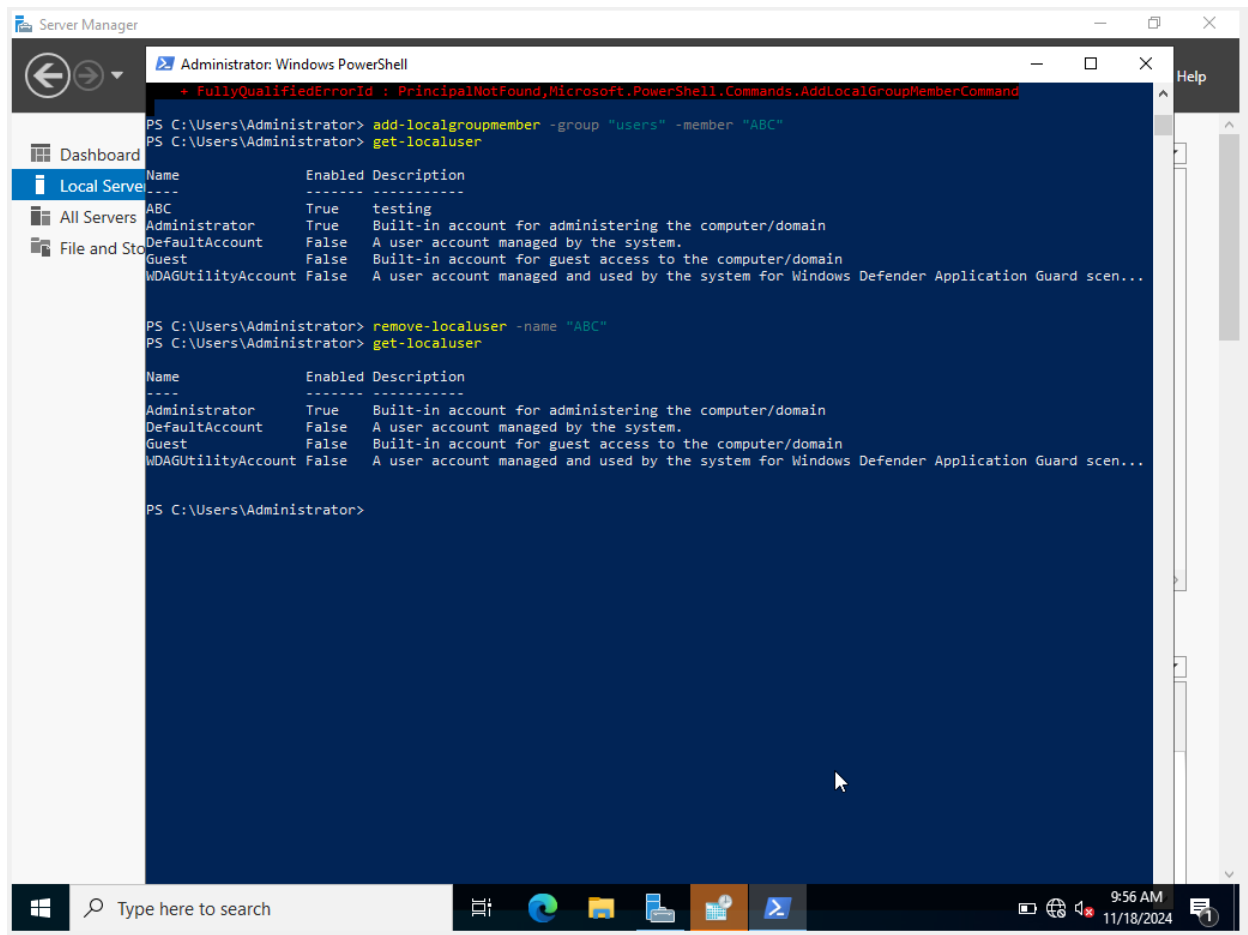 Server Manager
Administrator: Windows PowerShell
Help
+ FullyQualifiedErrorId : PrincipalNotFound,Microsoft.PowerShell.Commands.AddLocalGroupMemberCommand
PS C:\Users\Administrator> add-localgroupmember -group "users" -member "ABC"
PS C:\Users\Administrator> get-localuser
Dashboard
Local Serve
All Servers
File and Sto
Name Enabled Description
---- ------- -----------
ABC True testing
Administrator True Built-in account for administering the computer/domain
DefaultAccount False A user account managed by the system.
Guest False Built-in account for guest access to the computer/domain
WDAGUtilityAccount False A user account managed and used by the system for Windows Defender Application Guard scen...
PS C:\Users\Administrator> remove-localuser -name "ABC"
PS C:\Users\Administrator> get-localuser
Name Enabled Description
---- ------- -----------
Administrator True Built-in account for administering the computer/domain
DefaultAccount False A user account managed by the system.
Guest False Built-in account for guest access to the computer/domain
WDAGUtilityAccount False A user account managed and used by the system for Windows Defender Application Guard scen...
PS C:\Users\Administrator>
Type here to search
9:56 AM
11/18/2024
1